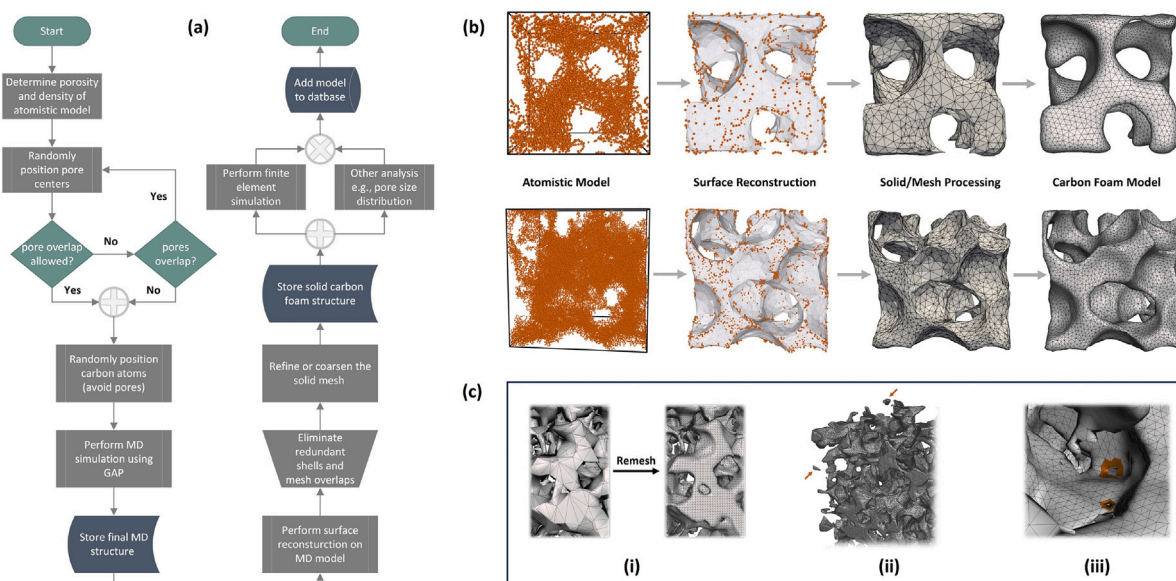 Start
(a)
Determine porosity
and density of
atomistic model
Randomly
position pore
centers
Yes
pore overlap
allowed?
No
pores
overlap?
Yes
No
Randomly position
carbon atoms
(avoid pores)
Perform MD
simulation using
GAP
Store final MD
structure
End
Add model
to datbase
Perform finite
element
simulation
Other analysis
e.g., pore size
distribution
Store solid carbon
foam structure
Refine or coarsen the
solid mesh
Eliminate
redundant
shells and
mesh overlaps
Perform surface
reconsturction on
MD model
(b)
Atomistic Model
Surface Reconstruction
Solid/Mesh Processing
Carbon Foam Model
(c)
Remesh
(i)
(ii)
(iii)